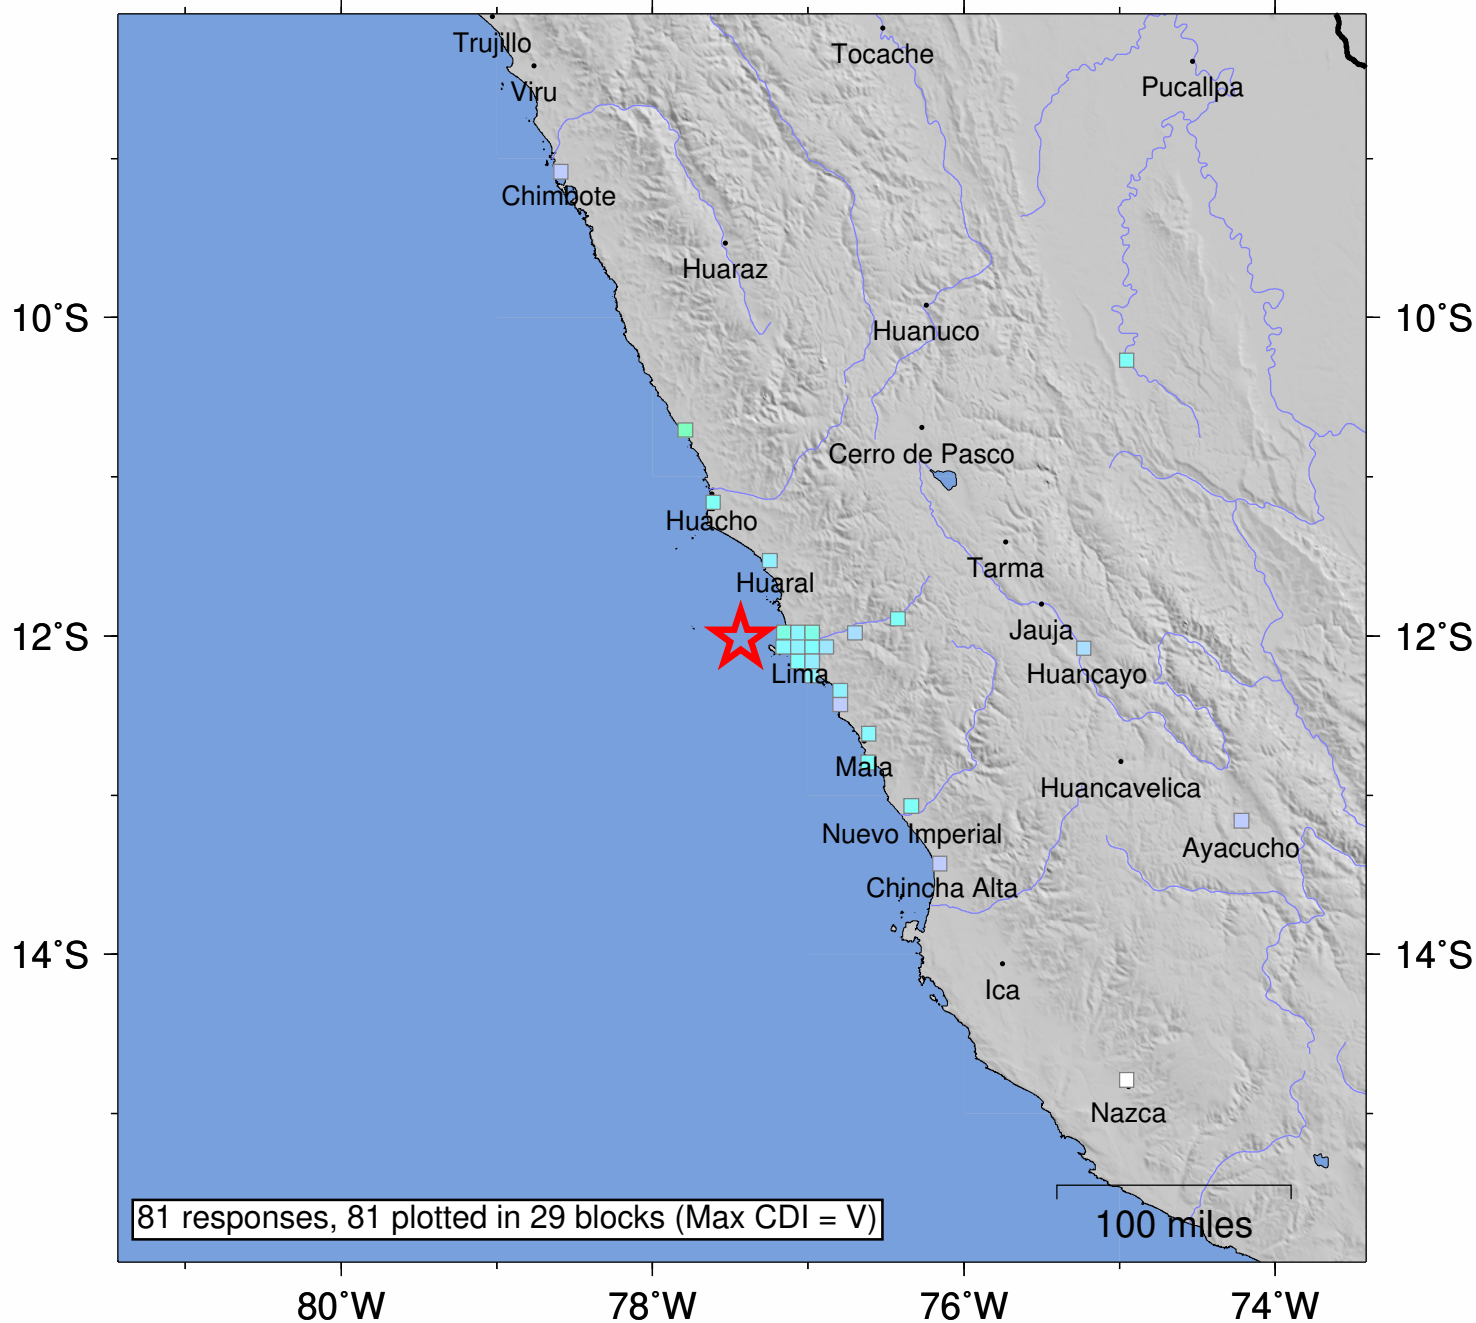 Trujillo
Tocache
Pucallpa
Viru
Chimbote
Huaraz
10°S
10°S
Huanuco
Cerro de Pasco
Huacho
Tarma
Huaral
12°S
12°S
Jauja
Lima
Huancayo
Mala
Huancavelica
Nuevo Imperial
Ayacucho
Chincha Alta
14°S
14°S
Ica
Nazca
81 responses, 81 plotted in 29 blocks (Max CDI = V)
100 miles
80°W
78°W
76°W
74°W